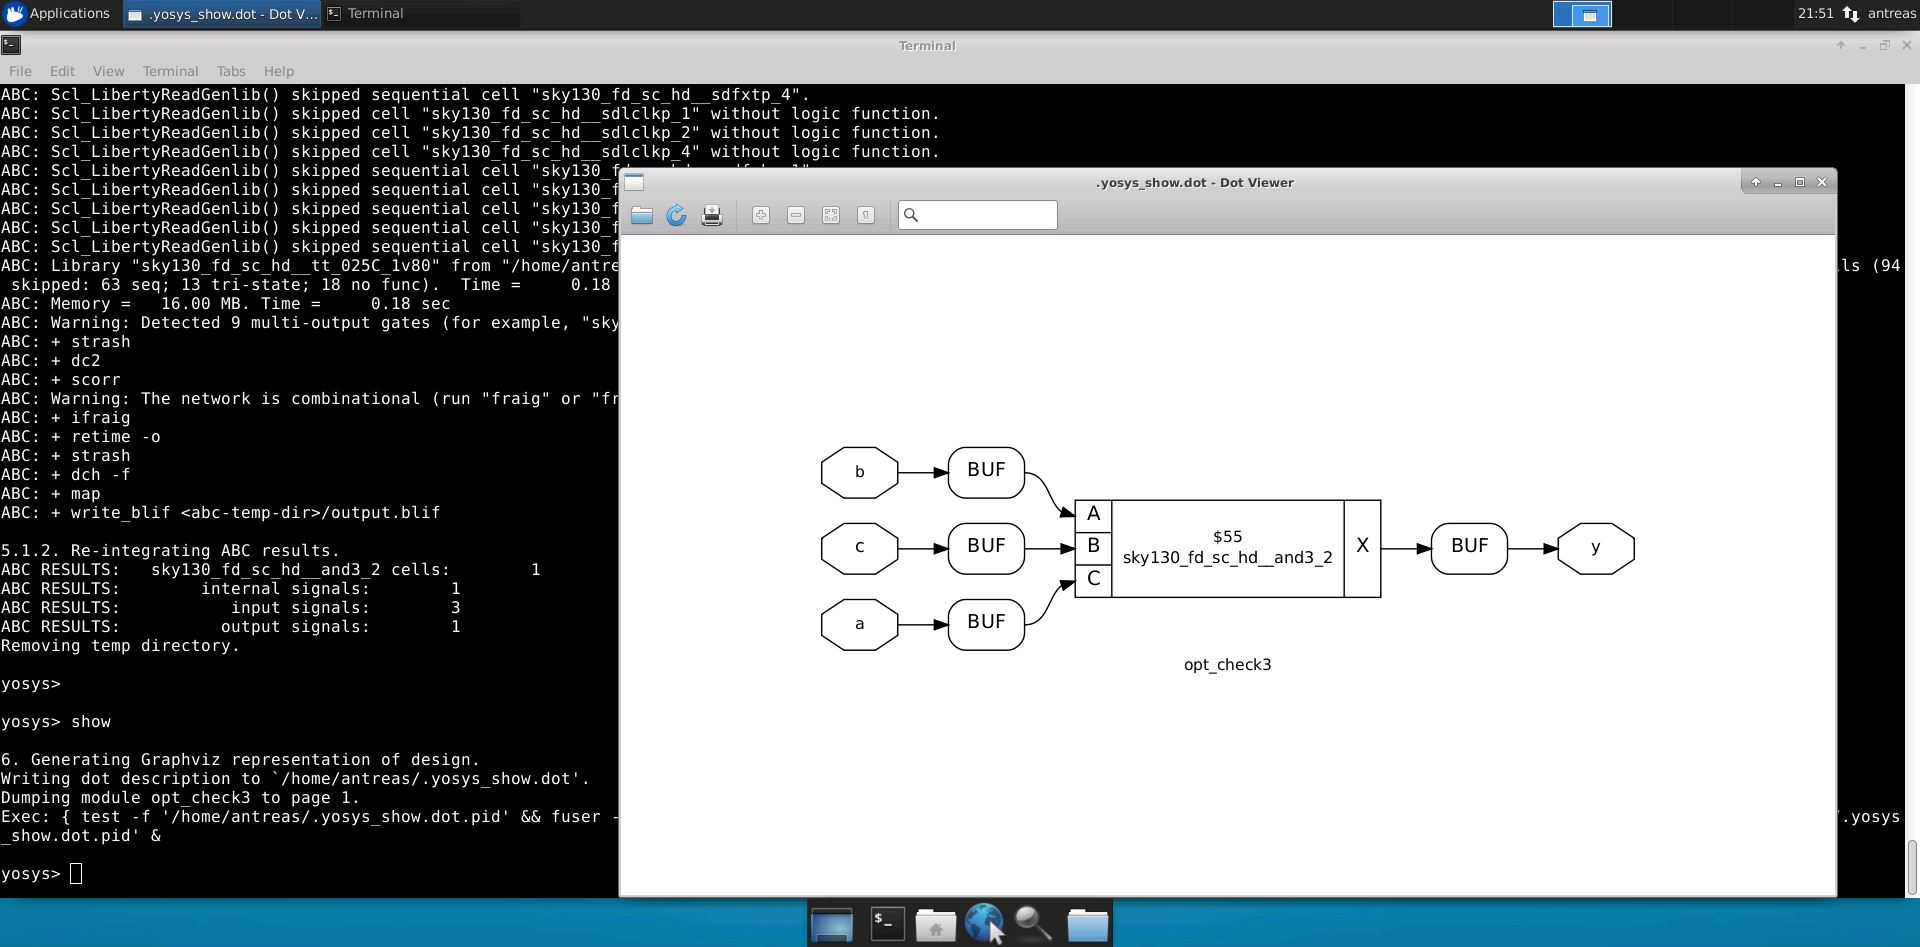 Applications
.yosys_show.dot - Dot V...
Terminal
21:51
antreas
Terminal
File Edit View Terminal Tabs Help
ABC: Scl_LibertyReadGenlib() skipped sequential cell "sky130_fd_sc_hd__sdfxtp_4".
ABC: Scl_LibertyReadGenlib() skipped cell "sky130_fd_sc_hd__sdlclkp_1" without logic function.
ABC: Scl_LibertyReadGenlib() skipped cell "sky130_fd_sc_hd__sdlclkp_2" without logic function.
ABC: Scl_LibertyReadGenlib() skipped cell "sky130_fd_sc_hd__sdlclkp_4" without logic function.
ABC: Scl_LibertyReadGenlib() skipped sequential cell "sky130_f
ABC: Scl_LibertyReadGenlib() skipped sequential cell "sky130_f
ABC: Scl_LibertyReadGenlib() skipped sequential cell "sky130_f
ABC: Scl_LibertyReadGenlib() skipped sequential cell "sky130_f
ABC: Scl_LibertyReadGenlib() skipped sequential cell "sky130_f
ABC: Library "sky130_fd_sc_hd__tt_025C_1v80" from "/home/antre ls (94
skipped: 63 seq; 13 tri-state; 18 no func).  Time =     0.18
ABC: Memory =   16.00 MB. Time =     0.18 sec
ABC: Warning: Detected 9 multi-output gates (for example, "sky
ABC: + strash
ABC: + dc2
ABC: + scorr
ABC: Warning: The network is combinational (run "fraig" or "fr
ABC: + ifraig
ABC: + retime -o
ABC: + strash
ABC: + dch -f
ABC: + map
ABC: + write_blif <abc-temp-dir>/output.blif
5.1.2. Re-integrating ABC results.
ABC RESULTS:   sky130_fd_sc_hd__and3_2 cells:        1
ABC RESULTS:        internal signals:        1
ABC RESULTS:           input signals:        3
ABC RESULTS:          output signals:        1
Removing temp directory.
yosys>
yosys> show
6. Generating Graphviz representation of design.
Writing dot description to `/home/antreas/.yosys_show.dot'.
Dumping module opt_check3 to page 1.
Exec: { test -f '/home/antreas/.yosys_show.dot.pid' && fuser - .yosys
_show.dot.pid' &
yosys>
.yosys_show.dot - Dot Viewer
b BUF
c BUF
a BUF
A
B
C
$55
sky130_fd_sc_hd__and3_2
X
BUF
y
opt_check3